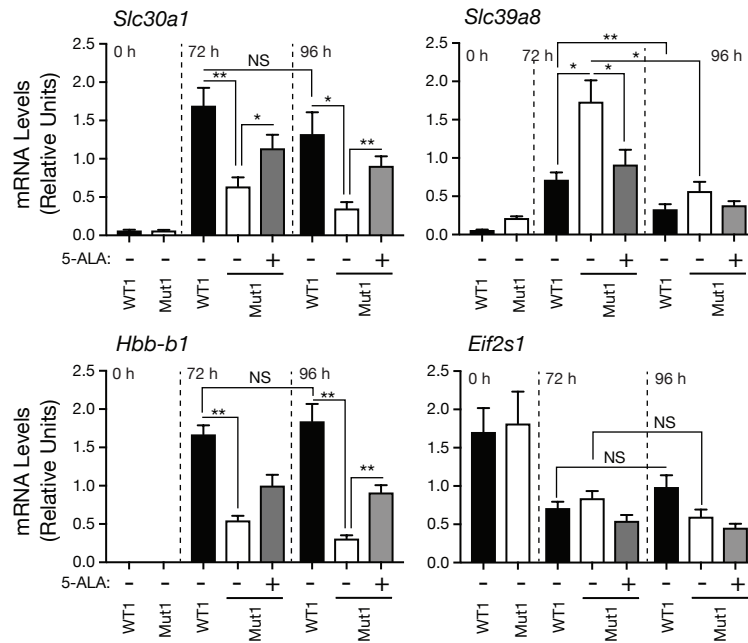 Slc30a1
mRNA Levels
(Relative Units)
2.5
2.0
1.5
1.0
0.5
0.0
0 h
72 h
96 h
NS
**
*
*
**
5-ALA:
-
-
-
-
+
-
-
+
WT1
Mut1
WT1
Mut1
WT1
Mut1
Slc39a8
2.5
2.0
1.5
1.0
0.5
0.0
0 h
72 h
96 h
**
*
*
*
-
-
-
-
+
-
-
+
WT1
Mut1
WT1
Mut1
WT1
Mut1
Hbb-b1
mRNA Levels
(Relative Units)
2.5
2.0
1.5
1.0
0.5
0.0
0 h
72 h
96 h
NS
**
**
**
5-ALA:
-
-
-
-
+
-
-
+
WT1
Mut1
WT1
Mut1
WT1
Mut1
Eif2s1
2.5
2.0
1.5
1.0
0.5
0.0
0 h
72 h
96 h
NS
NS
-
-
-
-
+
-
-
+
WT1
Mut1
WT1
Mut1
WT1
Mut1